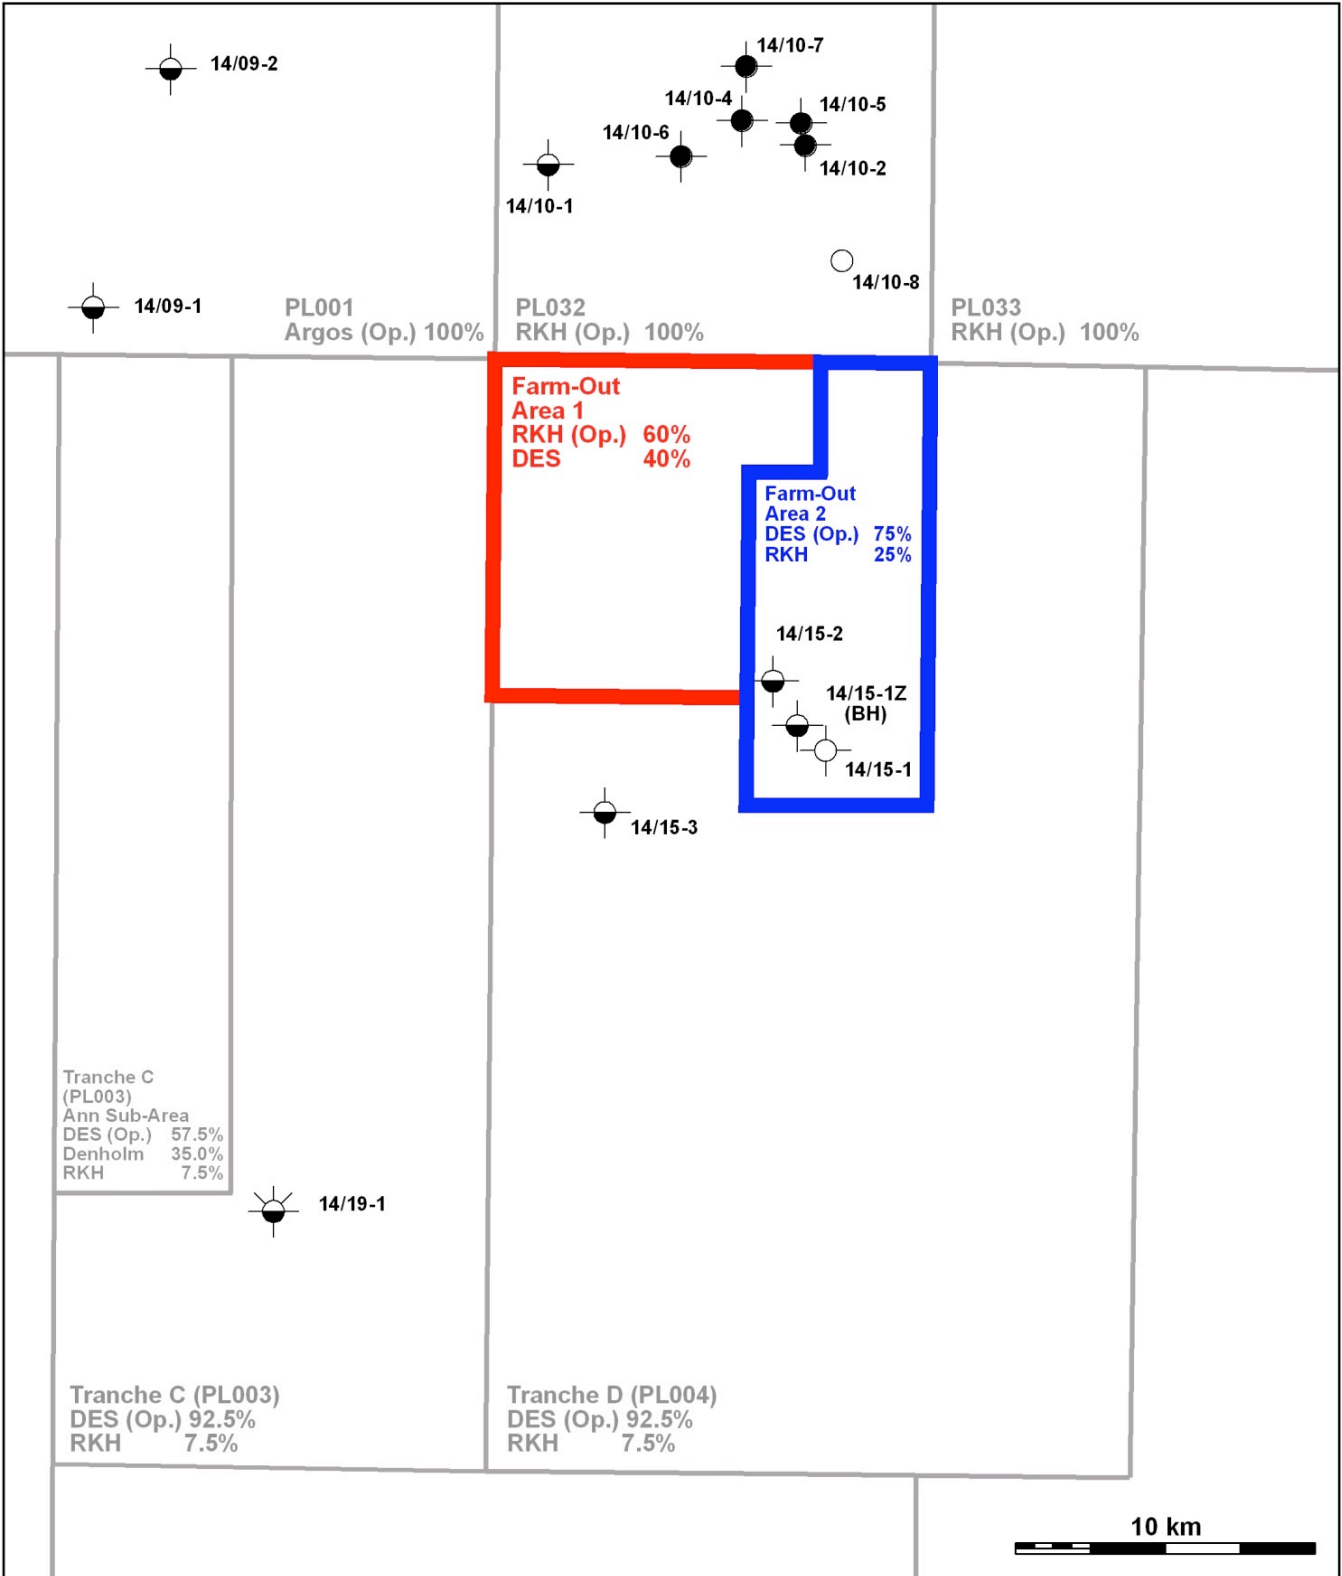 14/09-2
14/10-7
14/10-4
14/10-5
14/10-6
14/10-2
14/10-1
14/10-8
14/09-1
PL001
Argos (Op.) 100%
PL032
RKH (Op.) 100%
PL033
RKH (Op.) 100%
Farm-Out
Area 1
RKH (Op.) 60%
DES 40%
Farm-Out
Area 2
DES (Op.) 75%
RKH 25%
14/15-2
14/15-1Z
(BH)
14/15-1
14/15-3
Tranche C
(PL003)
Ann Sub-Area
DES (Op.) 57.5%
Denholm 35.0%
RKH 7.5%
14/19-1
Tranche C (PL003)
DES (Op.) 92.5%
RKH 7.5%
Tranche D (PL004)
DES (Op.) 92.5%
RKH 7.5%
10 km